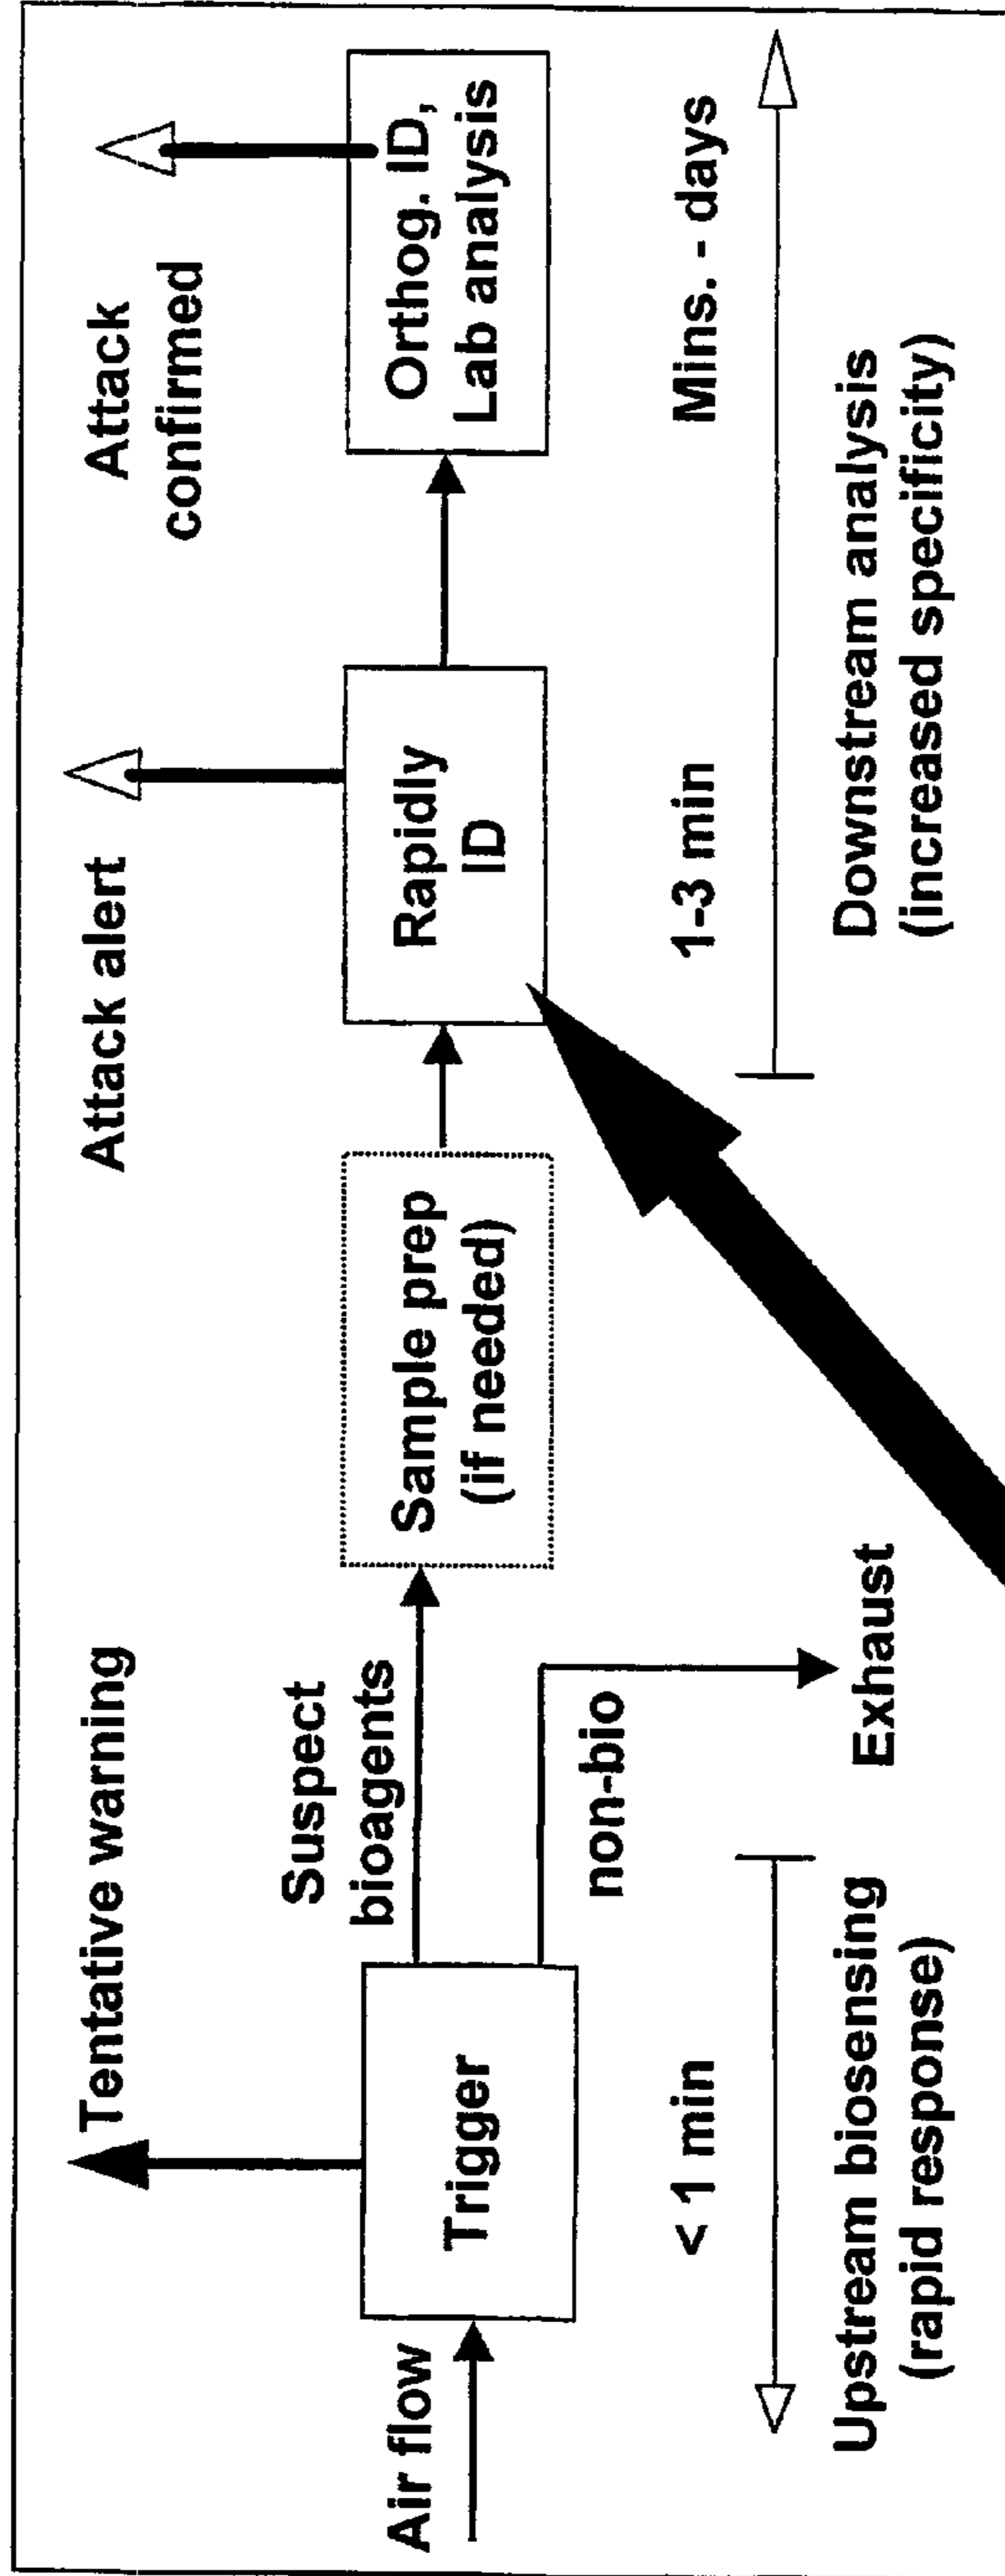 Tentative warning
Attack alert
Attack
confirmed
Air flow
Trigger
Suspect
bioagents
non-bio
Exhaust
Sample prep
(if needed)
Rapidly
ID
Orthog. ID,
Lab analysis
< 1 min
1-3 min
Mins. - days
Upstream biosensing
(rapid response)
Downstream analysis
(increased specificity)